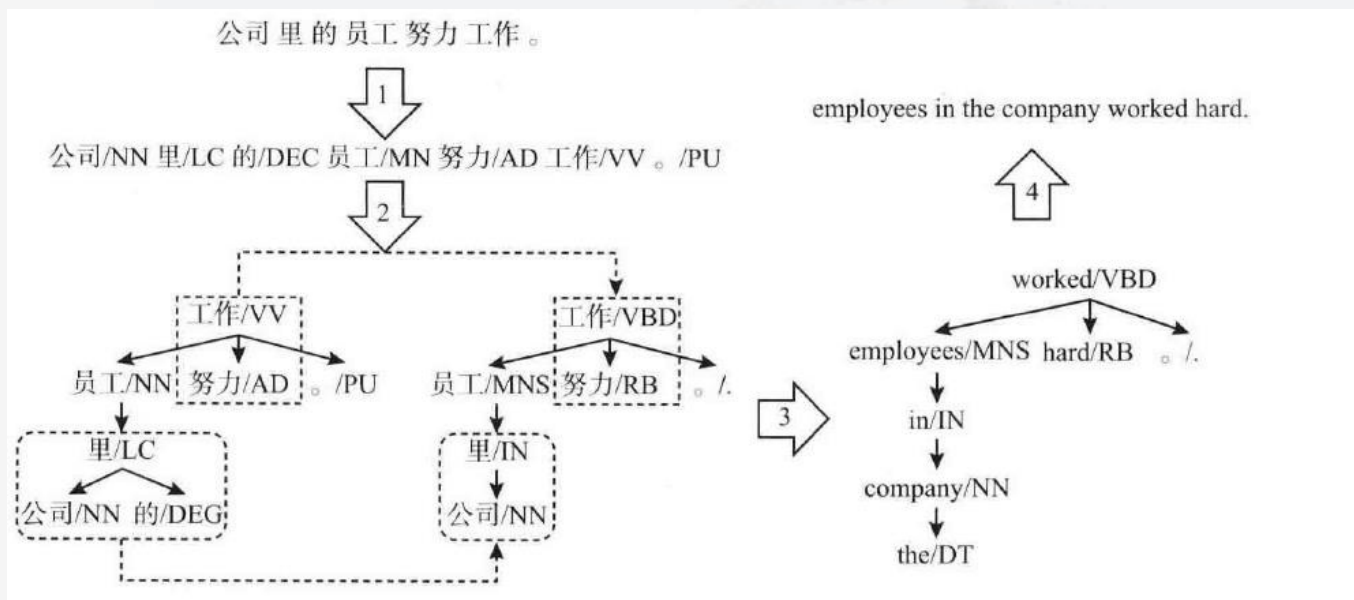 公司 里 的 员工 努力 工作 。
1
employees in the company worked hard.
公司/NN 里/LC 的/DEC 员工/MN 努力/AD 工作/VV 。/PU
4
2
worked/VBD
工作/VV 工作/VBD
employees/MNS hard/RB 。/.
员工/NN 努力/AD 。/PU 员工/MNS 努力/RB 。/.
3
in/IN
里/LC 里/IN
company/NN
公司/NN 的/DEG 公司/NN
the/DT